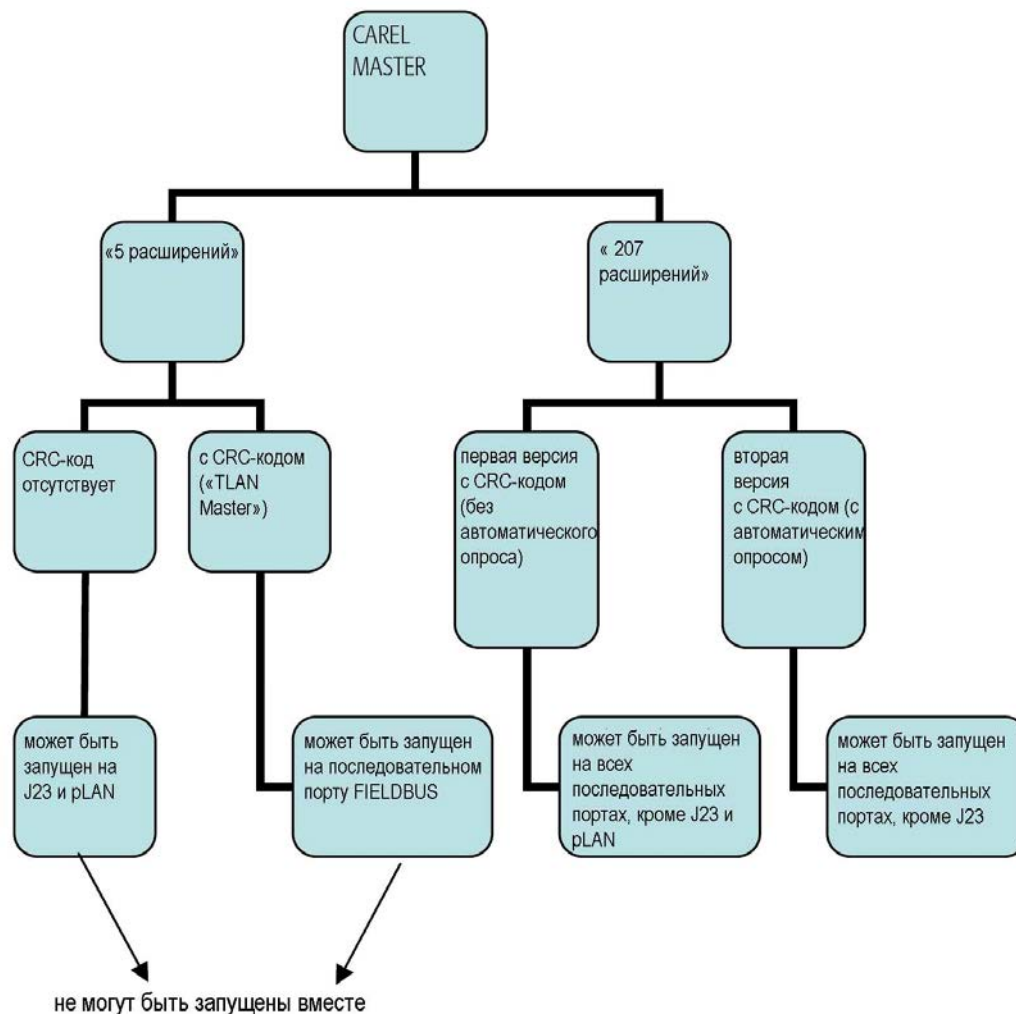 CAREL
MASTER
«5 расширений»
« 207
расширений»
CRC-код
отсутствует
с CRC-кодом
(«TLAN
Master»)
первая версия
с CRC-кодом
(без
автоматического
опроса)
вторая
версия
с CRC-кодом (с
автоматическим
опросом)
может быть
запущен на
J23 и pLAN
может быть запущен
на последовательном
порту FIELDBUS
может быть запущен
на всех
последовательных
портах, кроме J23 и
pLAN
может быть запущен
на всех
последовательных
портах, кроме J23
не могут быть запущены вместе